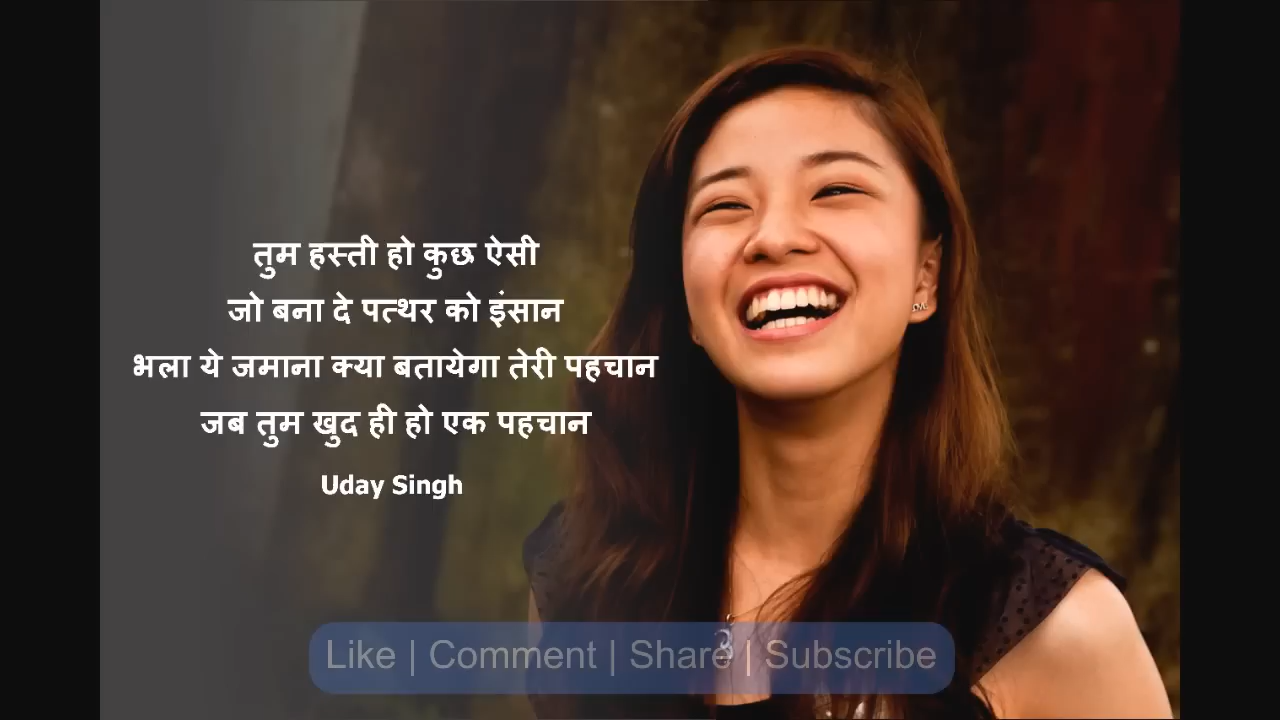 तुम हस्ती हो कुछ ऐसी
जो बना दे पत्थर को इंसान
भला ये जमाना क्या बतायेगा तेरी पहचान
जब तुम खुद ही हो एक पहचान
Uday Singh
Like | Comment | Share | Subscribe